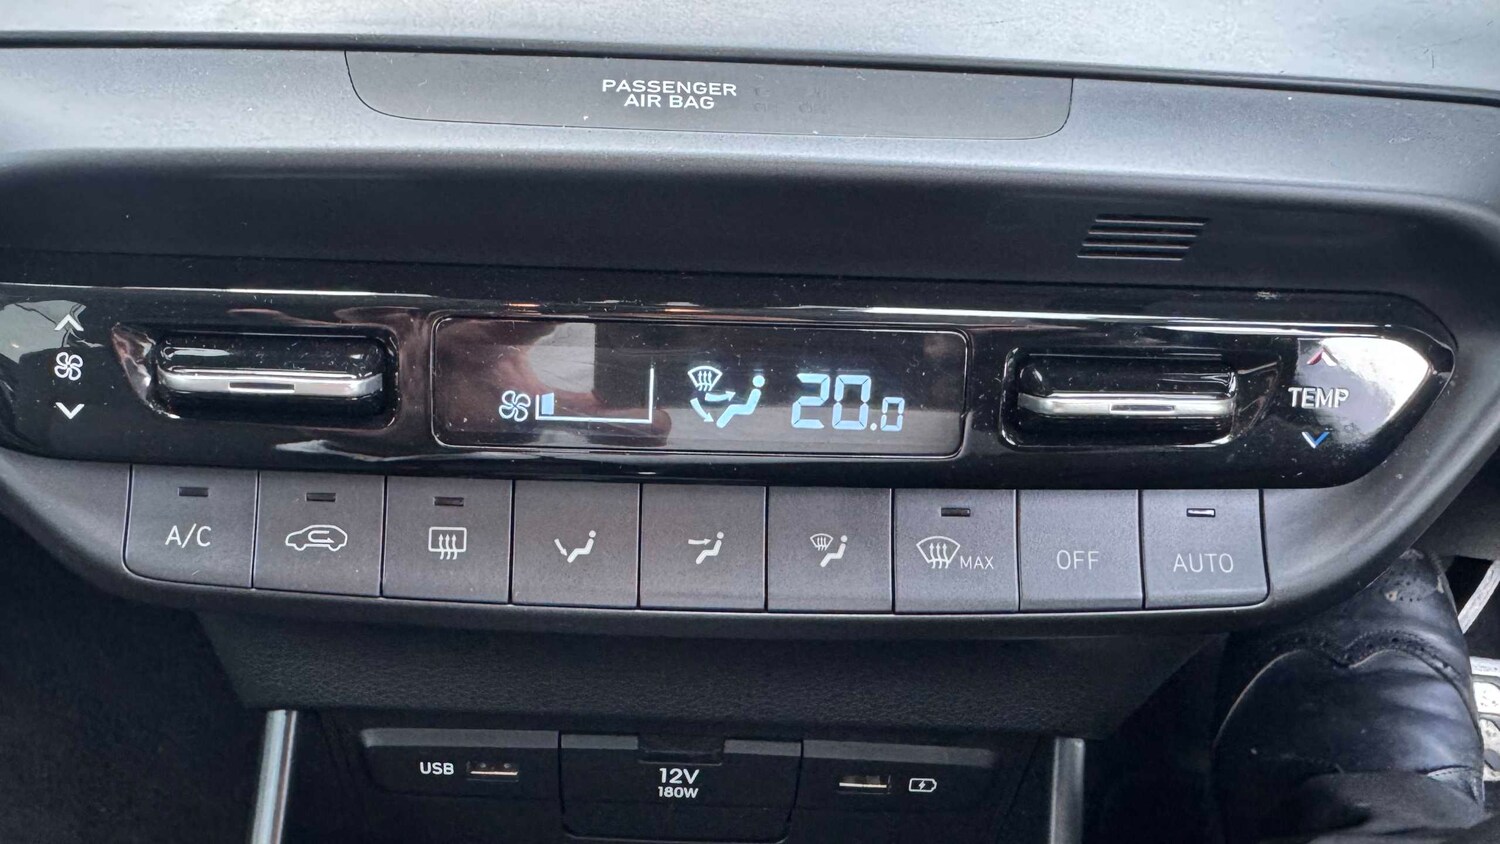 PASSENGER
AIR BAG
20.0
TEMP
A/C
MAX
OFF
AUTO
USB
12V
180W